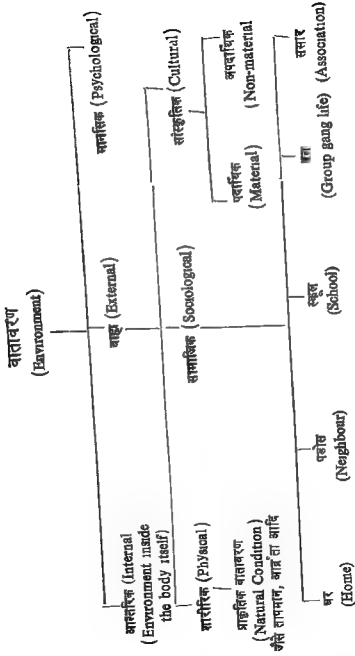 वातावरण
(Environment)
आन्तरिक (Internal
(Environment inside
the body itself)
बाह्य (External)
मानसिक (Psychological)
शारीरिक (Physical)
प्राकृतिक वातावरण
(Natural Condition)
जैसे तापमान, आर्द्रता आदि
सामाजिक (Sociological)
सांस्कृतिक (Cultural)
पदार्थिक
(Material)
अपदार्थिक
(Non-material
घर
(Home)
पडोस
(Neighbour)
स्कूल
(School)
(Group gang life)
संसार
(Association)